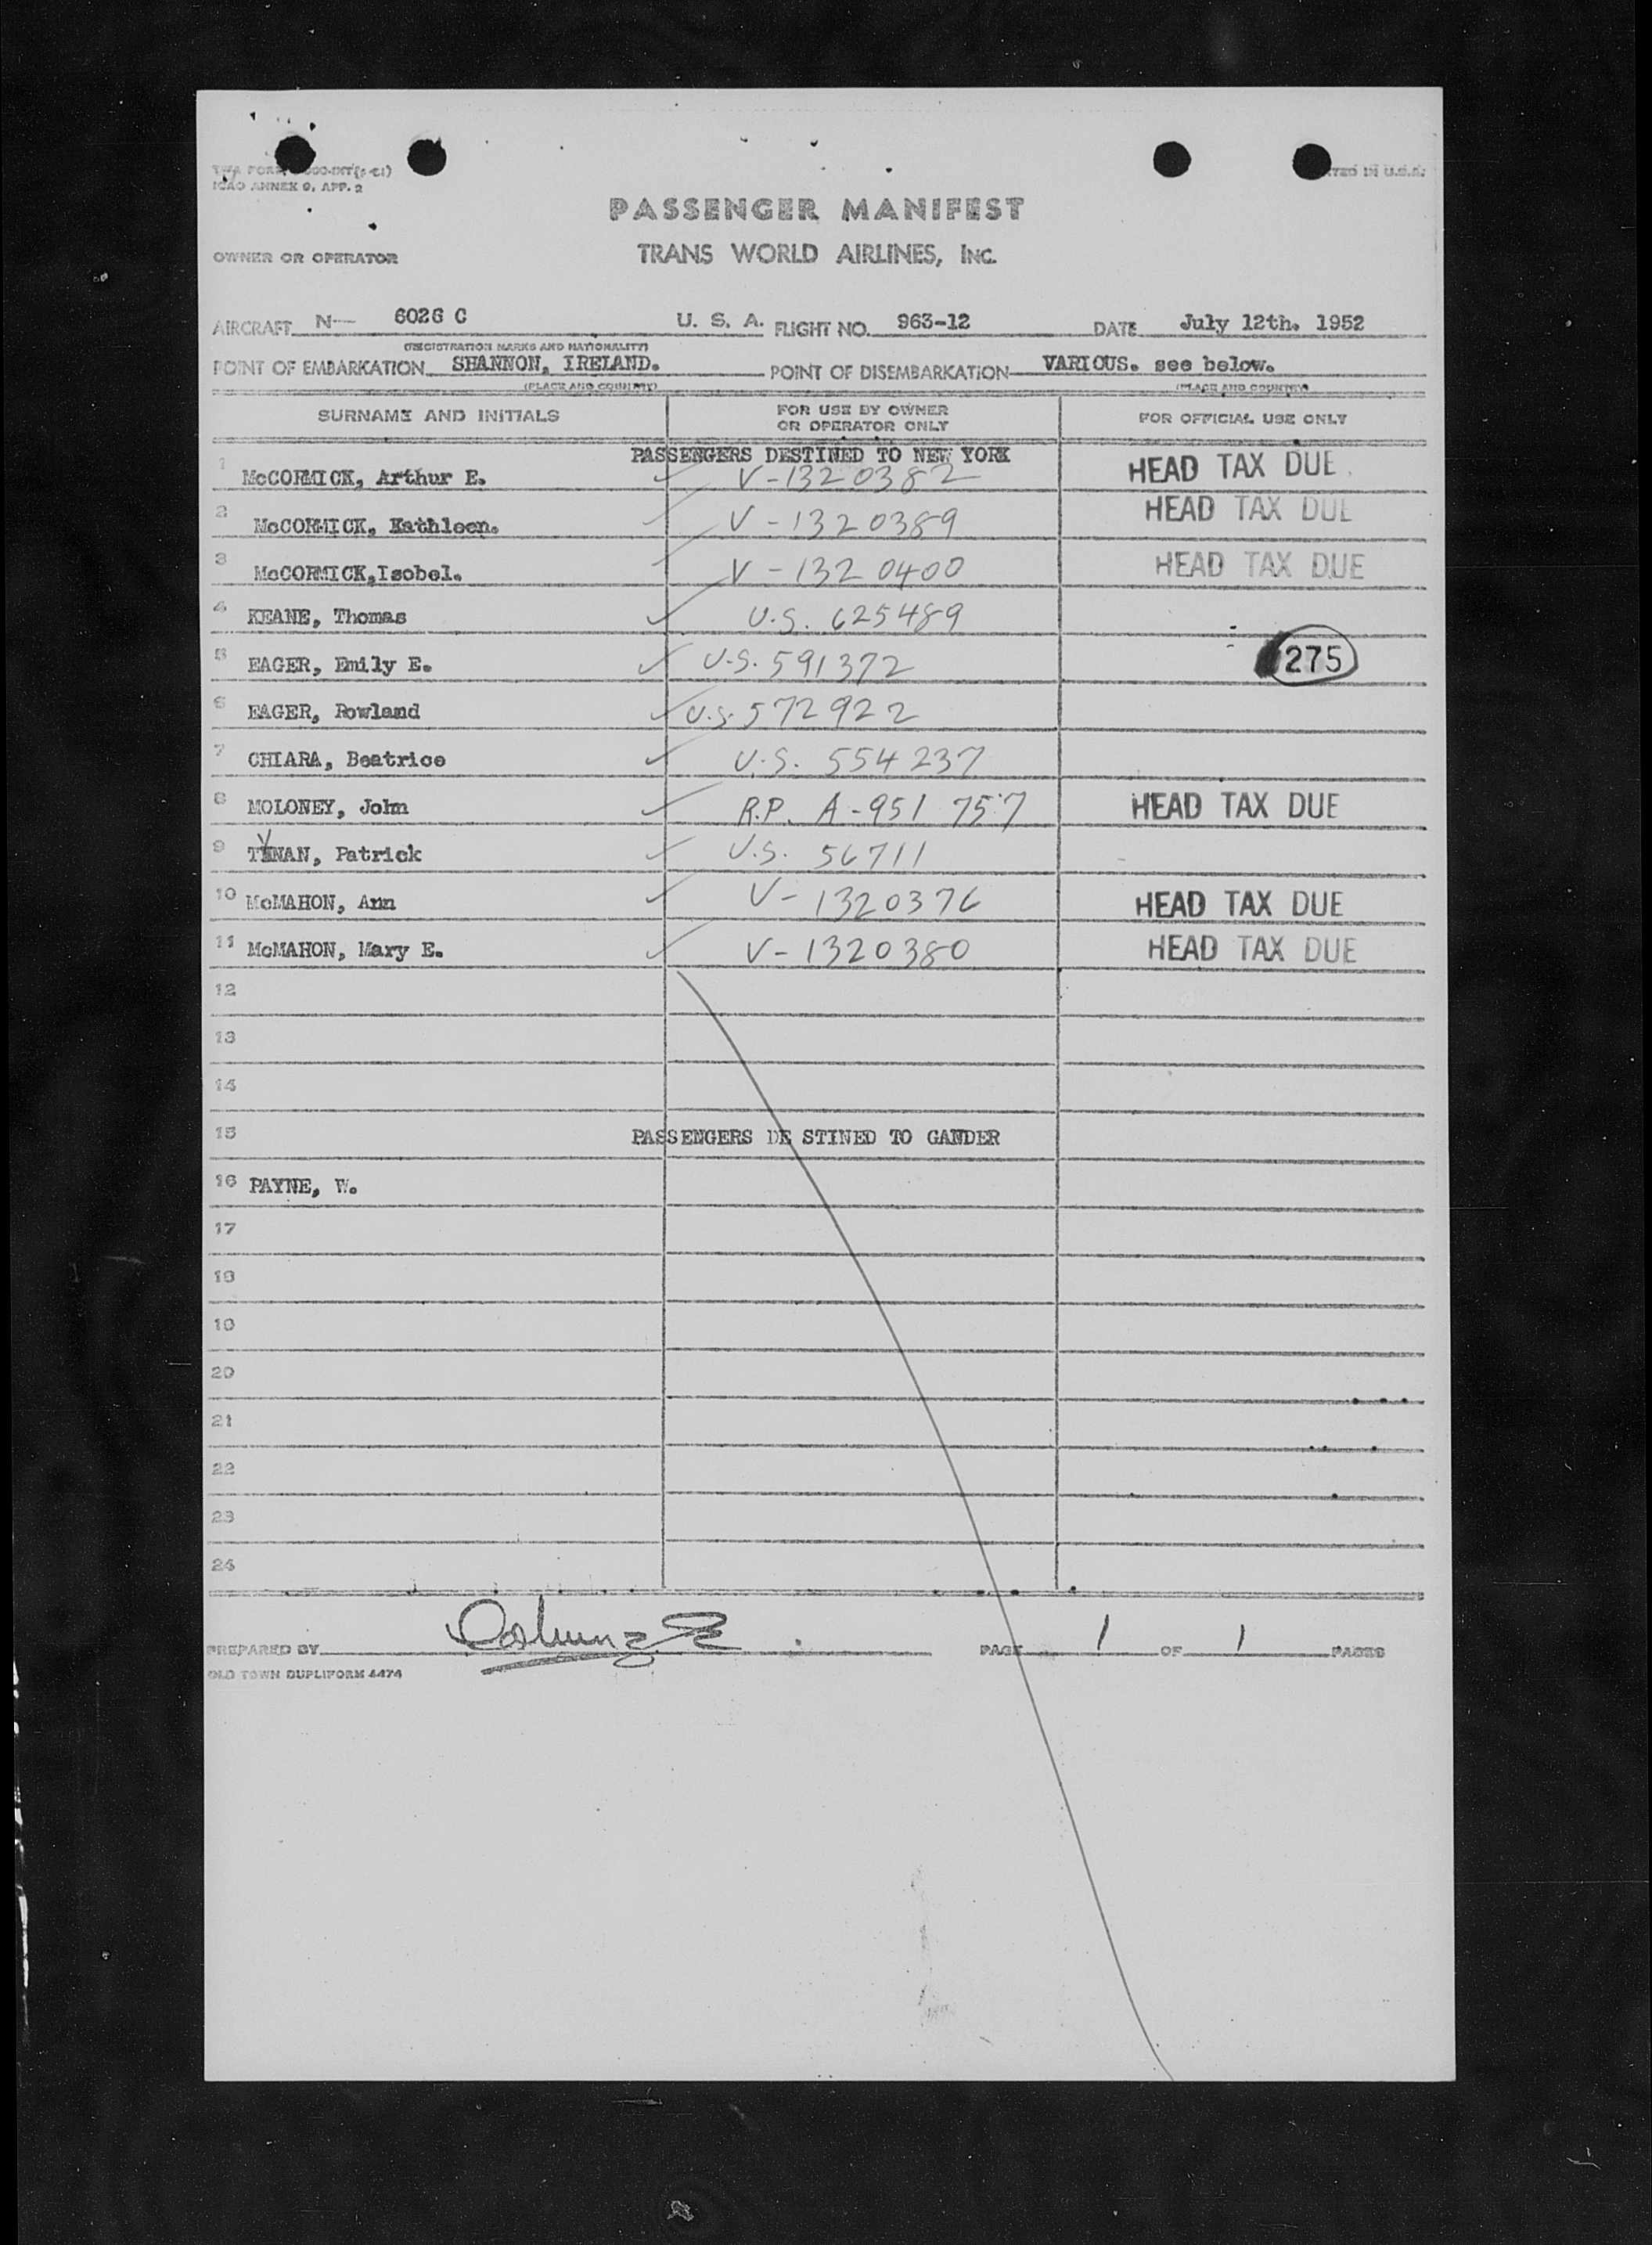 ICAO ANNEX 9, APP. 2
PASSENGER MANIFEST
OWNER OR OPERATOR TRANS WORLD AIRLINES, INC.
AIRCRAFT N— 6026 C U. S. A. FLIGHT NO. 963-12 DATE July 12th. 1952
(REGISTRATION MARKS AND NATIONALITY)
POINT OF EMBARKATION SHANNON, IRELAND. POINT OF DISEMBARKATION VARIOUS. see below.
(PLACE AND COUNTRY) (PLACE AND COUNTRY)
SURNAME AND INITIALS FOR USE BY OWNER OR OPERATOR ONLY FOR OFFICIAL USE ONLY
PASSENGERS DESTINED TO NEW YORK
1 McCORMICK, Arthur E. V-1320382 HEAD TAX DUE
2 McCORMICK, Kathleen. V-1320389 HEAD TAX DUE
3 McCORMICK,Isobel. V-1320400 HEAD TAX DUE
4 KEANE, Thomas U.S. 625489
5 EAGER, Emily E. U.S. 591372 275
6 EAGER, Rowland U.S. 572922
7 CHIARA, Beatrice U.S. 554237
8 MOLONEY, John R.P. A-951 757 HEAD TAX DUE
9 TYNAN, Patrick U.S. 56711
10 McMAHON, Ann V-1320376 HEAD TAX DUE
11 McMAHON, Mary E. V-1320380 HEAD TAX DUE
12
13
14
15 PASSENGERS DE STINED TO GANDER
16 PAYNE, W.
17
18
19
20
21
22
23
24
PREPARED BY PAGE 1 OF 1 PAGES
OLD TOWN DUPLIFORM 4474